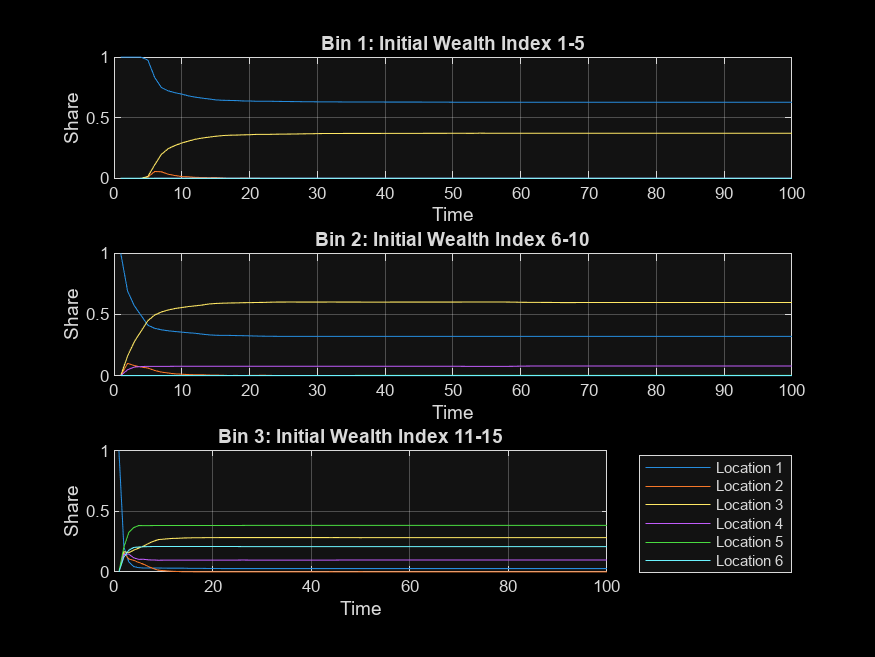 Bin 1: Initial Wealth Index 1-5
1
0.5
0
Share
0 10 20 30 40 50 60 70 80 90 100
Time
Bin 2: Initial Wealth Index 6-10
1
0.5
0
Share
0 10 20 30 40 50 60 70 80 90 100
Time
Bin 3: Initial Wealth Index 11-15
1
0.5
0
Share
0 20 40 60 80 100
Time
Location 1
Location 2
Location 3
Location 4
Location 5
Location 6